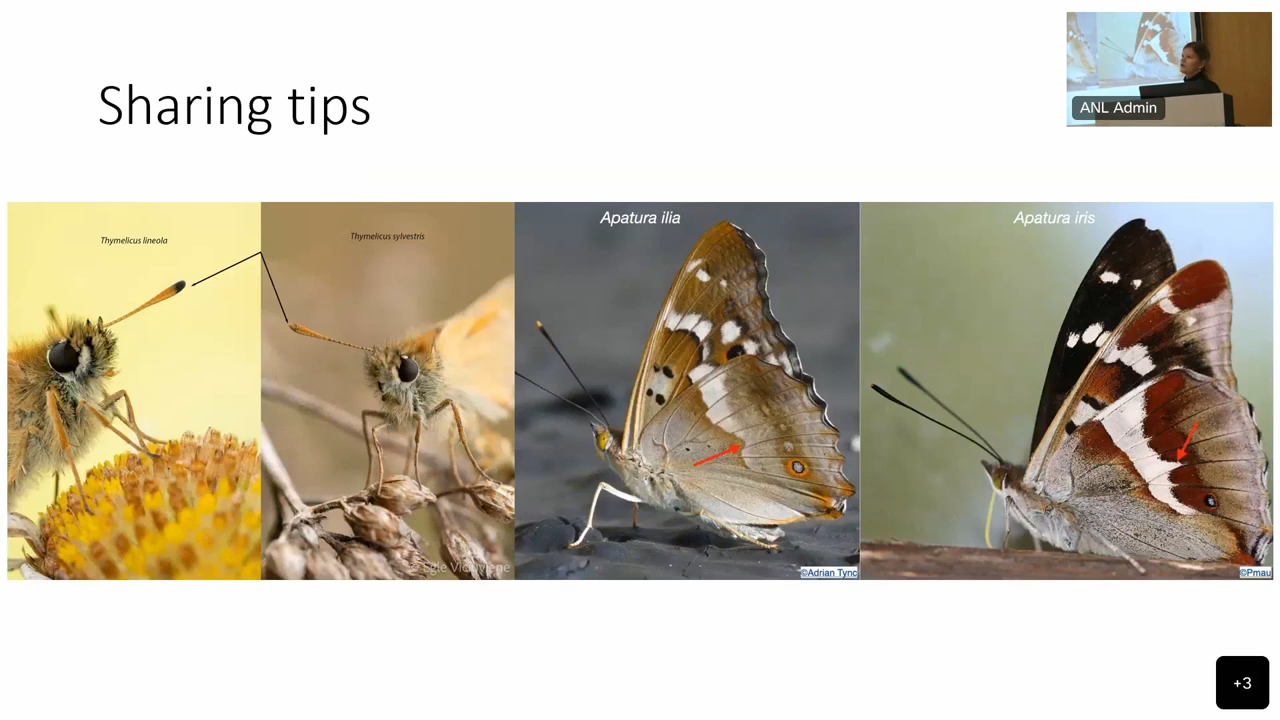 Sharing tips
ANL Admin
Thymelicus lineola
Thymelicus sylvestris
Apatura ilia
Apatura iris
©Adrian Tync
©Pmau
+3